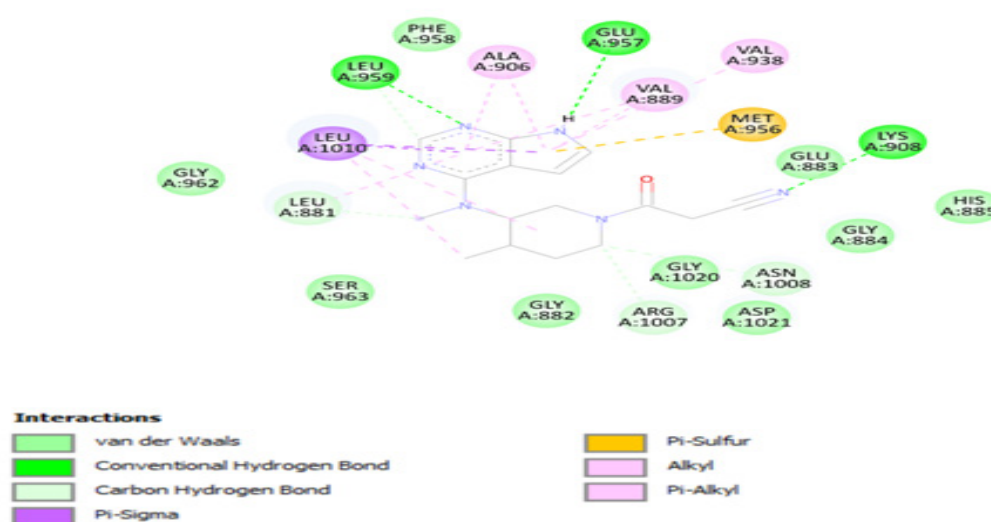 PHE
A:958
GLU
A:957
ALA
A:906
VAL
A:938
LEU
A:959
VAL
A:889
H
N
N
MET
A:956
LEU
A:1010
LYS
A:908
N
GLU
A:883
GLY
A:962
O
N
LEU
A:881
N
N
HIS
A:885
GLY
A:884
GLY
A:1020
ASN
A:1008
SER
A:963
GLY
A:882
ARG
A:1007
ASP
A:1021
Interactions
van der Waals
Conventional Hydrogen Bond
Carbon Hydrogen Bond
Pi-Sigma
Pi-Sulfur
Alkyl
Pi-Alkyl